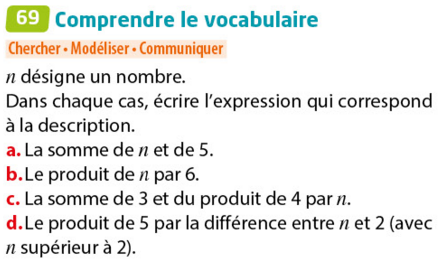 69 Comprendre le vocabulaire
Chercher • Modéliser • Communiquer
n désigne un nombre.
Dans chaque cas, écrire l'expression qui correspond
à la description.
a. La somme de n et de 5.
b. Le produit de n par 6.
c. La somme de 3 et du produit de 4 par n.
d. Le produit de 5 par la différence entre n et 2 (avec
n supérieur à 2).